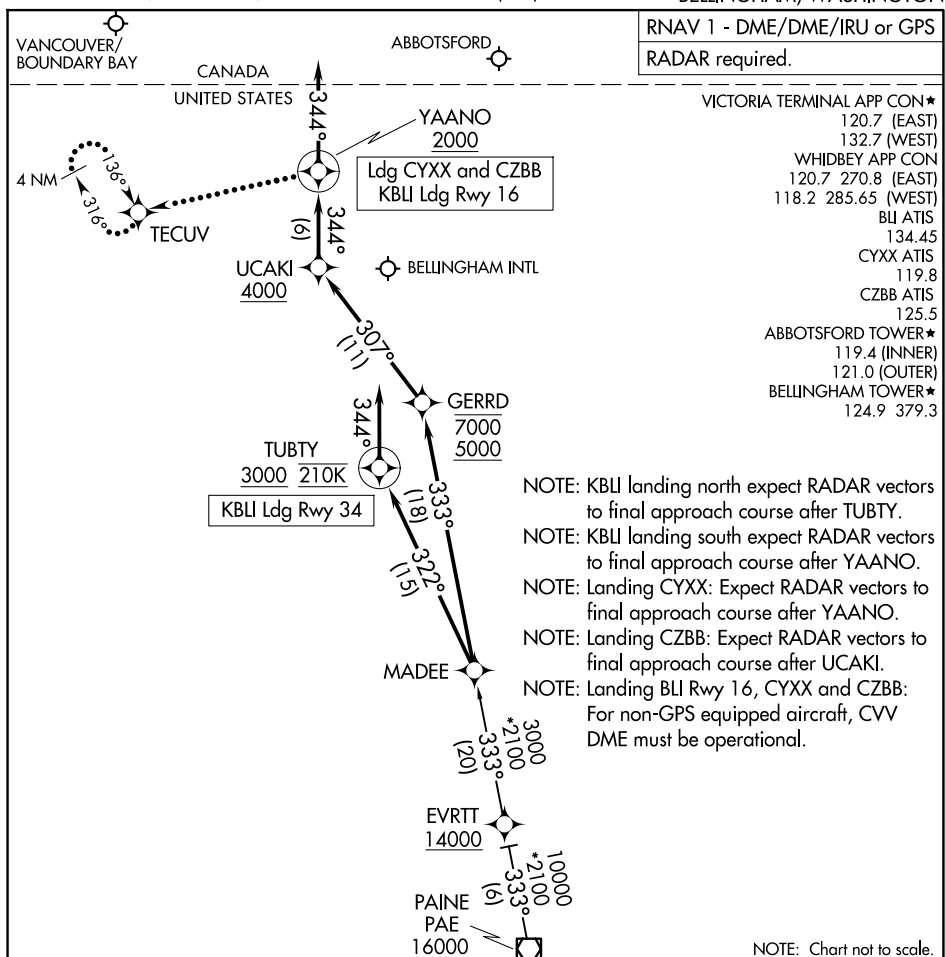 BELLINGHAM, WASHINGTON
RNAV 1 - DME/DME/IRU or GPS
RADAR required.
VANCOUVER/
BOUNDARY BAY
ABBOTSFORD
CANADA
UNITED STATES
VICTORIA TERMINAL APP CON★
120.7 (EAST)
132.7 (WEST)
WHIDBEY APP CON
120.7 270.8 (EAST)
118.2 285.65 (WEST)
BLI ATIS
134.45
CYXX ATIS
119.8
CZBB ATIS
125.5
ABBOTSFORD TOWER★
119.4 (INNER)
121.0 (OUTER)
BELLINGHAM TOWER★
124.9 379.3
344°
YAANO
2000
Ldg CYXX and CZBB
KBLI Ldg Rwy 16
4 NM
136°
316°
TECUV
344°
(6)
UCAKI
4000
BELLINGHAM INTL
307°
(11)
GERRD
7000
5000
344°
TUBTY
3000 210K
KBLI Ldg Rwy 34
333°
(18)
322°
(15)
NOTE: KBLI landing north expect RADAR vectors
to final approach course after TUBTY.
NOTE: KBLI landing south expect RADAR vectors
to final approach course after YAANO.
NOTE: Landing CYXX: Expect RADAR vectors to
final approach course after YAANO.
NOTE: Landing CZBB: Expect RADAR vectors to
final approach course after UCAKI.
NOTE: Landing BLI Rwy 16, CYXX and CZBB:
For non-GPS equipped aircraft, CVV
DME must be operational.
MADEE
3000
*2100
333°
(20)
EVRTT
14000
10000
*2100
333°
(6)
PAINE
PAE
16000
NOTE: Chart not to scale.